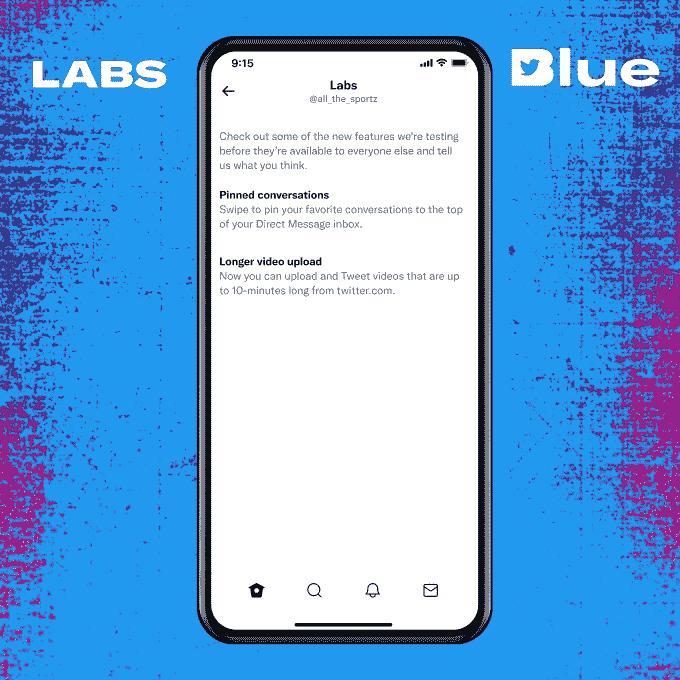 LABS
Blue
9:15
Labs
@all_the_sportz
Check out some of the new features we're testing
before they're available to everyone else and tell
us what you think.
Pinned conversations
Swipe to pin your favorite conversations to the top
of your Direct Message inbox.
Longer video upload
Now you can upload and Tweet videos that are up
to 10-minutes long from twitter.com.